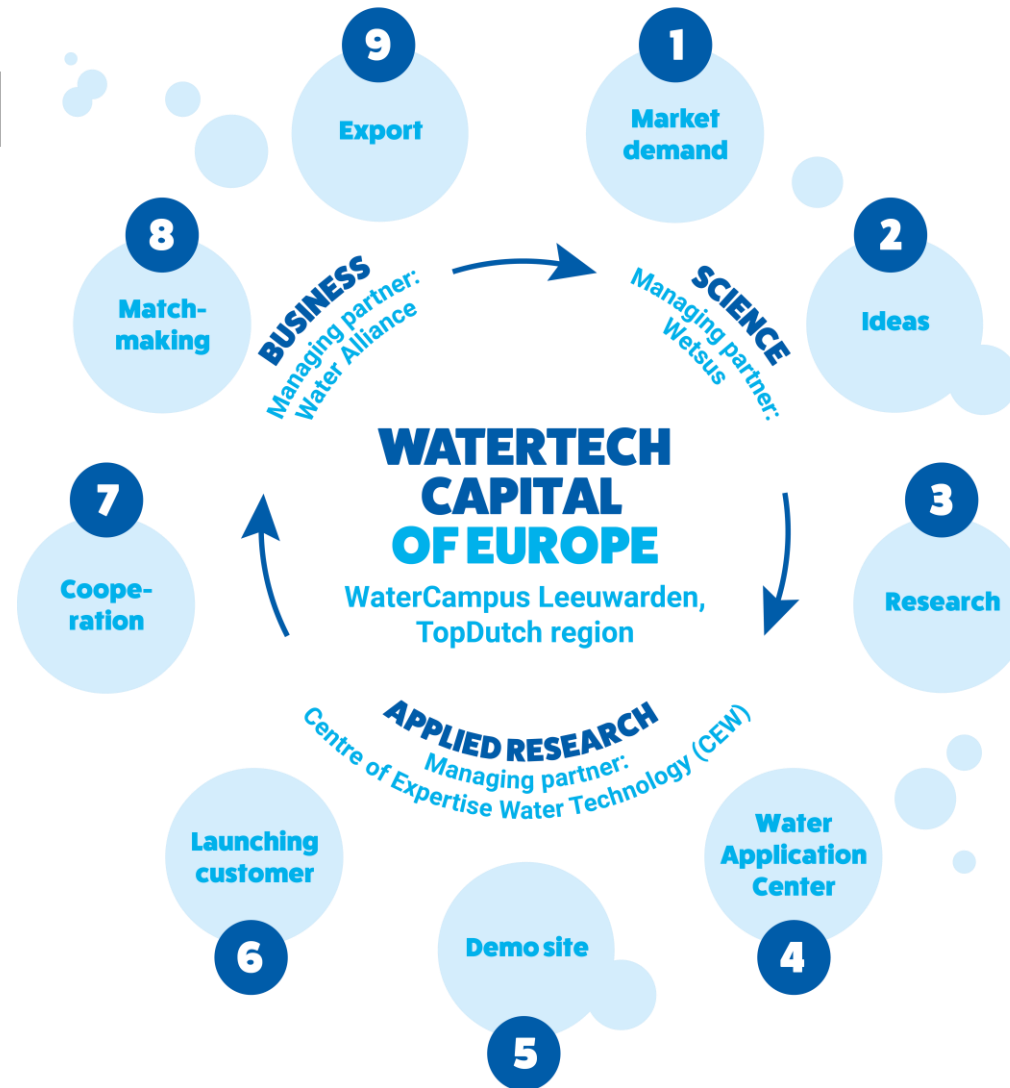 9
Export
1
Market
demand
8
Match-
making
2
Ideas
BUSINESS
Managing partner:
Water Alliance
SCIENCE
Managing partner:
Wetsus
WATERTECH
CAPITAL
OF EUROPE
WaterCampus Leeuwarden,
TopDutch region
7
Coope-
ration
3
Research
APPLIED RESEARCH
Managing partner:
Centre of Expertise Water Technology (CEW)
Launching
customer
6
Demo site
5
Water
Application
Center
4